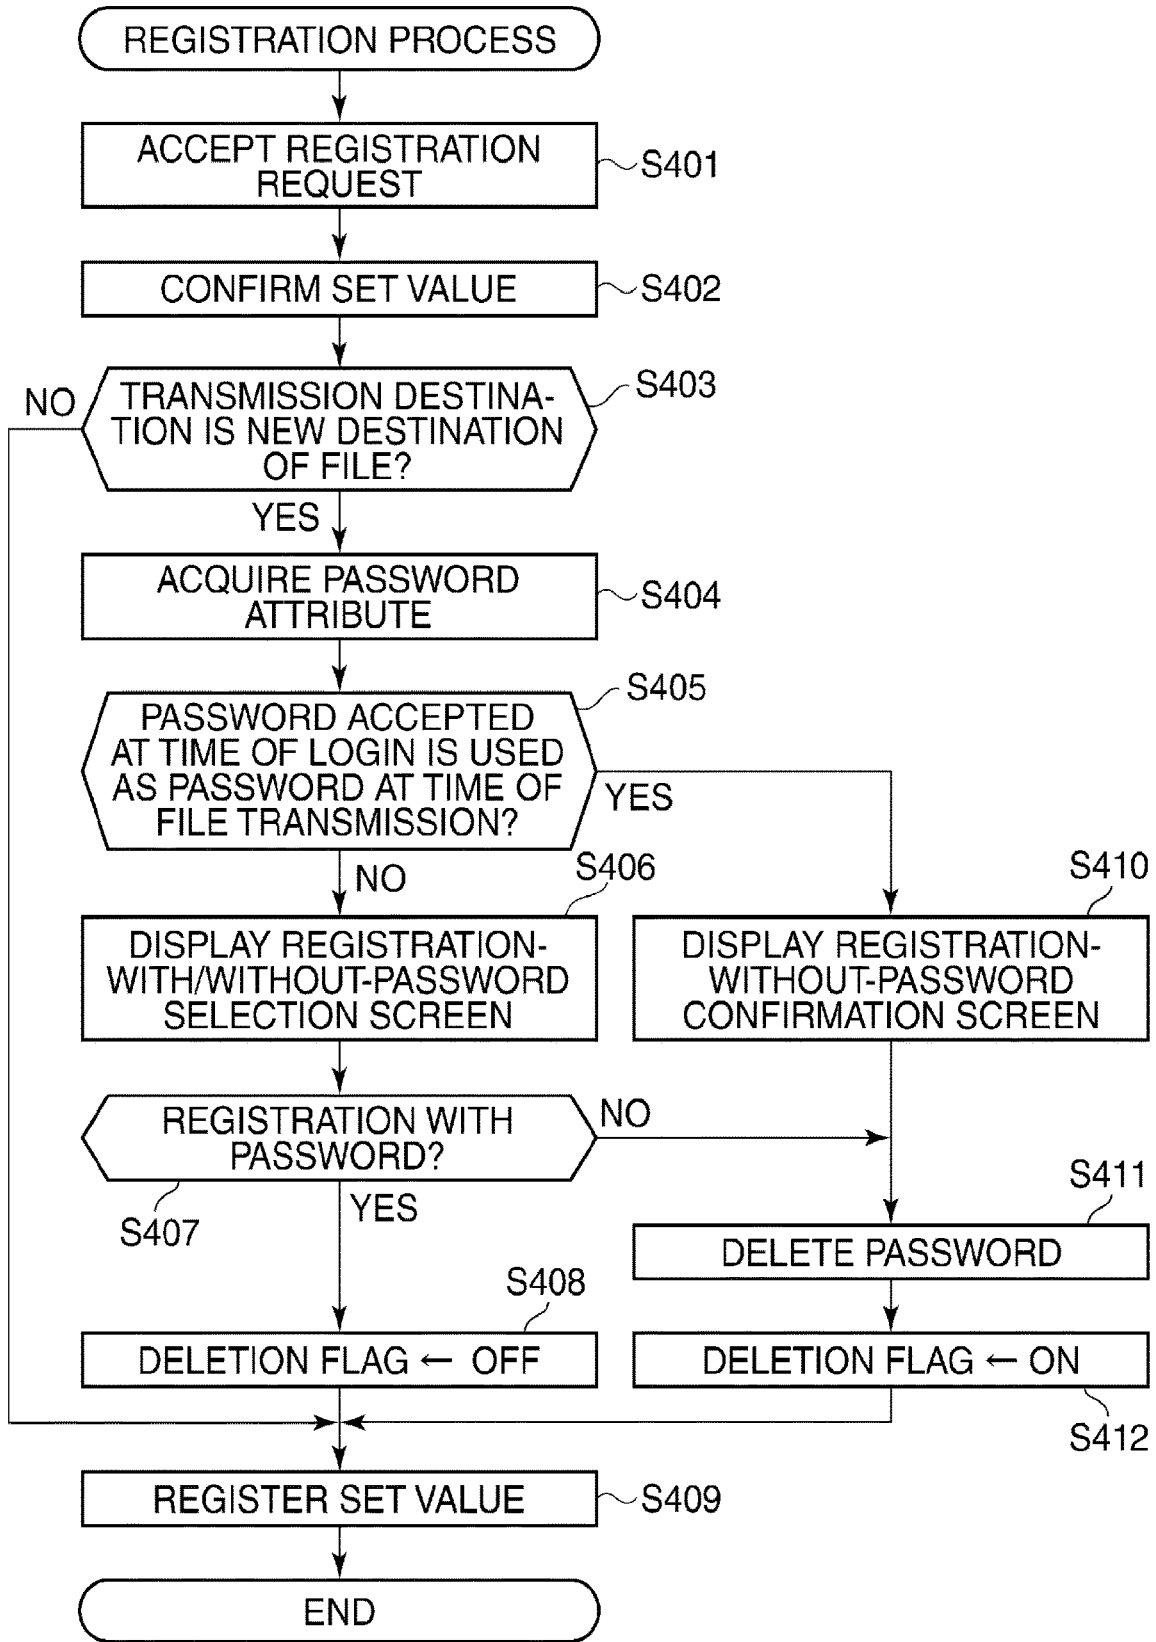 REGISTRATION PROCESS
ACCEPT REGISTRATION
REQUEST
S401
CONFIRM SET VALUE
S402
TRANSMISSION DESTINA-
TION IS NEW DESTINATION
OF FILE?
S403
NO
YES
ACQUIRE PASSWORD
ATTRIBUTE
S404
PASSWORD ACCEPTED
AT TIME OF LOGIN IS USED
AS PASSWORD AT TIME OF
FILE TRANSMISSION?
S405
YES
NO
S406
DISPLAY REGISTRATION-
WITH/WITHOUT-PASSWORD
SELECTION SCREEN
S410
DISPLAY REGISTRATION-
WITHOUT-PASSWORD
CONFIRMATION SCREEN
REGISTRATION WITH
PASSWORD?
NO
S407
YES
S411
DELETE PASSWORD
S408
DELETION FLAG ← OFF
DELETION FLAG ← ON
S412
REGISTER SET VALUE
S409
END